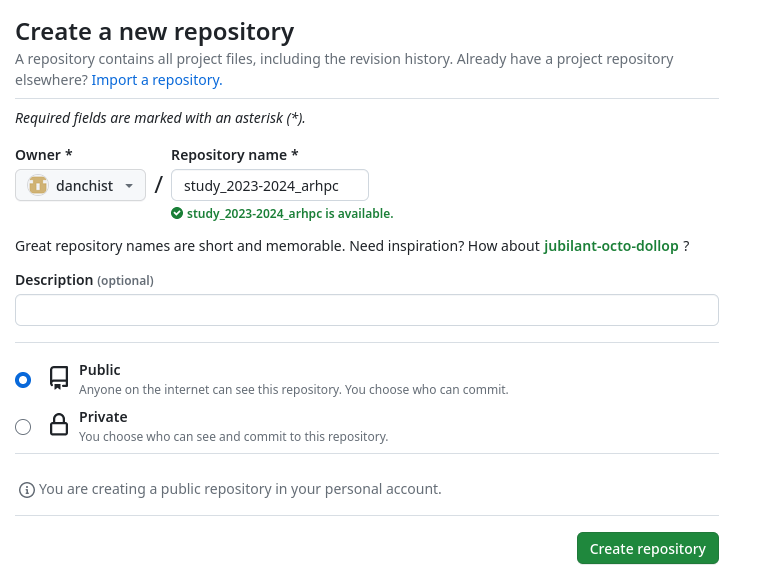 Create a new repository
A repository contains all project files, including the revision history. Already have a project repository
elsewhere? Import a repository.
Required fields are marked with an asterisk (*).
Owner * Repository name *
danchist / study_2023-2024_arhpc
study_2023-2024_arhpc is available.
Great repository names are short and memorable. Need inspiration? How about jubilant-octo-dollop ?
Description (optional)
Public
Anyone on the internet can see this repository. You choose who can commit.
Private
You choose who can see and commit to this repository.
You are creating a public repository in your personal account.
Create repository